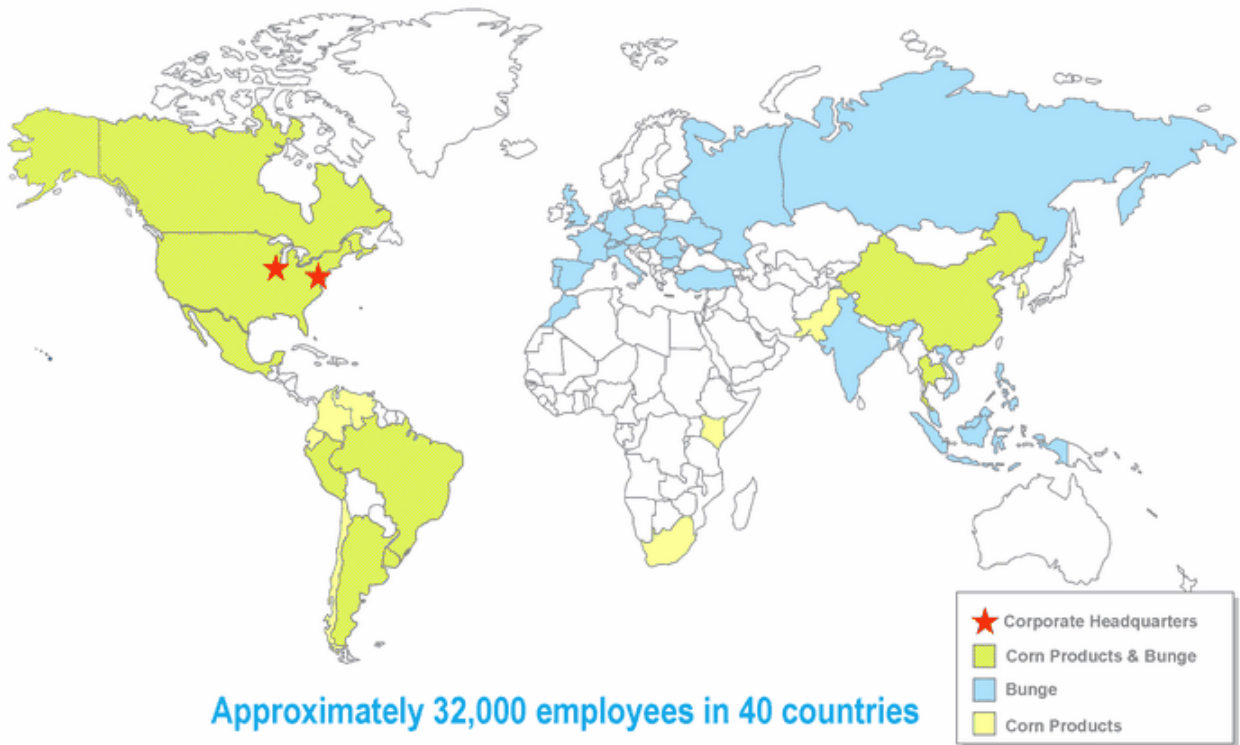 Corporate Headquarters
Corn Products & Bunge
Bunge
Corn Products
Approximately 32,000 employees in 40 countries